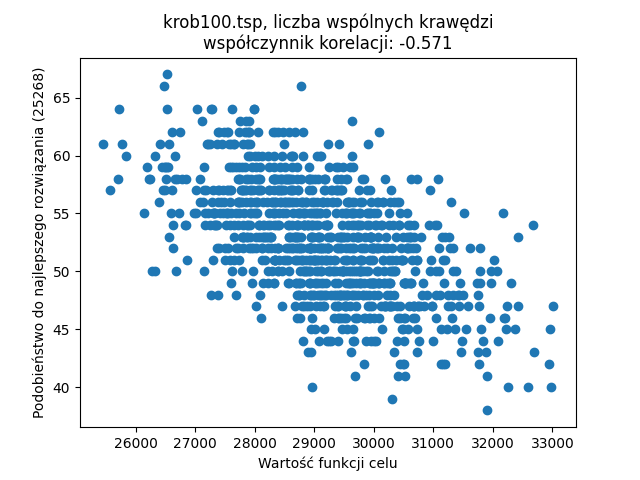 krob100.tsp, liczba wspólnych krawędzi
współczynnik korelacji: -0.571
Podobieństwo do najlepszego rozwiązania (25268)
65
60
55
50
45
40
26000 27000 28000 29000 30000 31000 32000 33000
Wartość funkcji celu